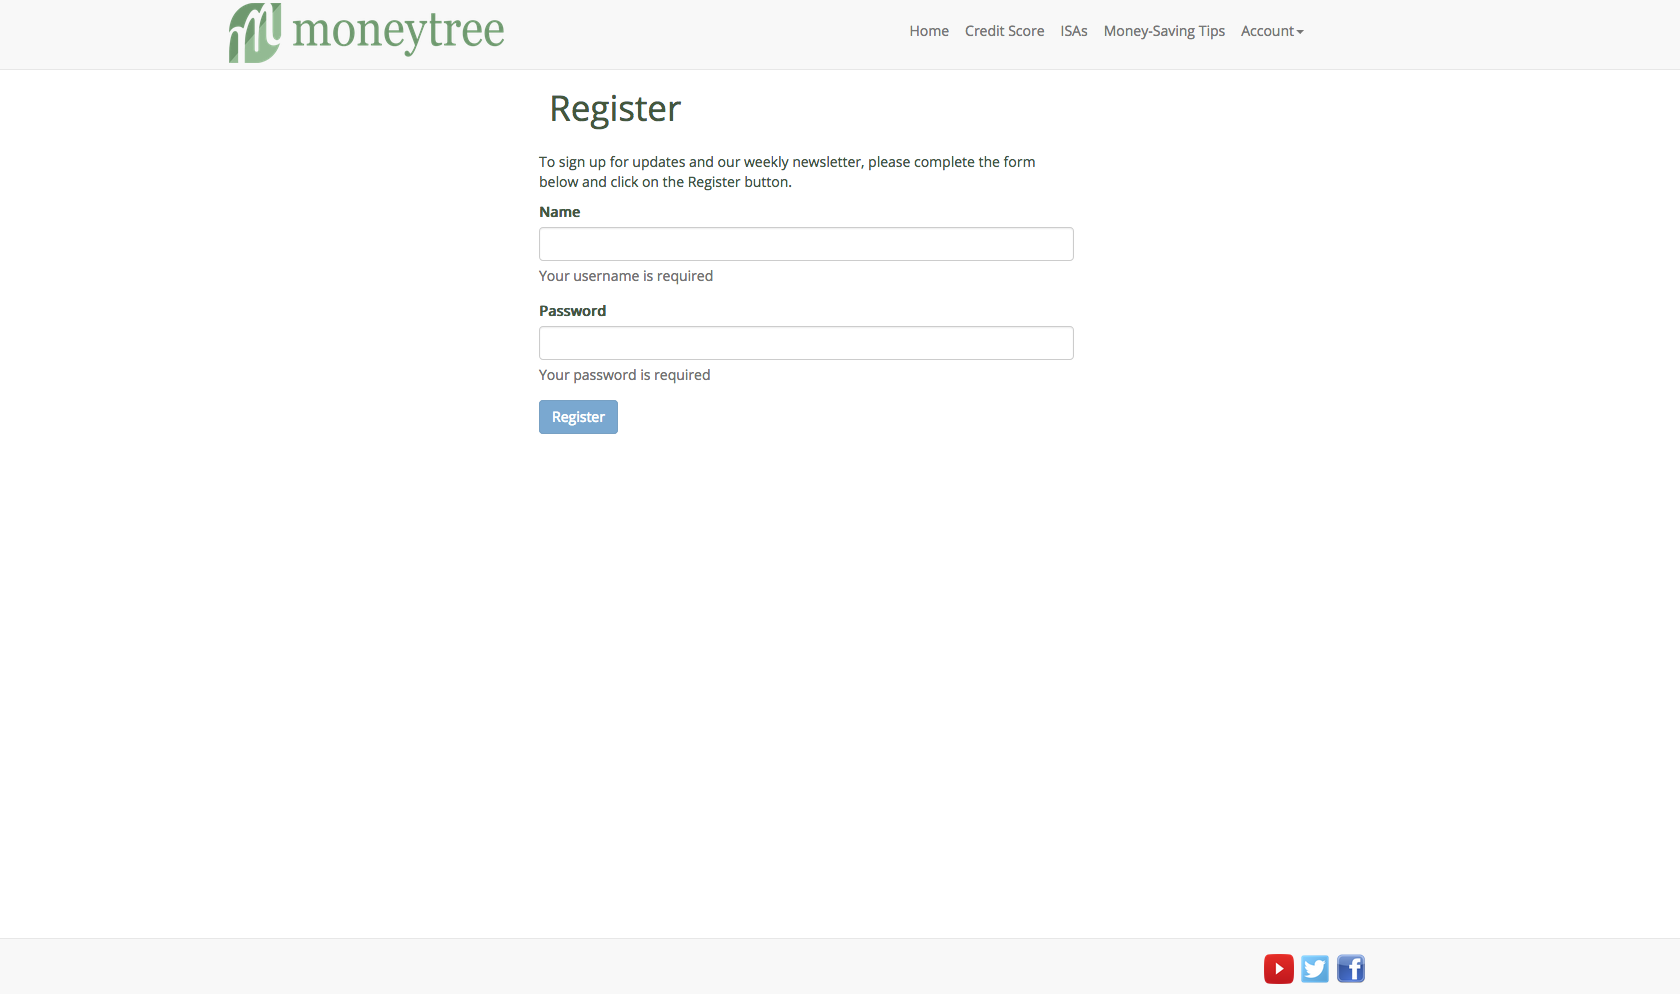 moneytree
Home Credit Score ISAs Money-Saving Tips Account
Register
To sign up for updates and our weekly newsletter, please complete the form
below and click on the Register button.
Name
Your username is required
Password
Your password is required
Register